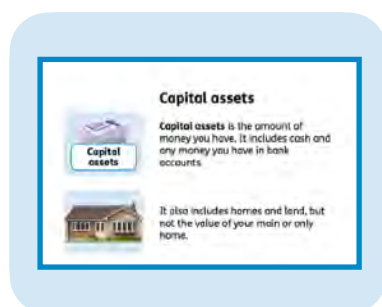 Capital assets
Capital assets is the amount of
money you have. It includes cash and
any money you have in bank
accounts
Capital
assets
It also includes homes and land, but
not the value of your main or only
home.